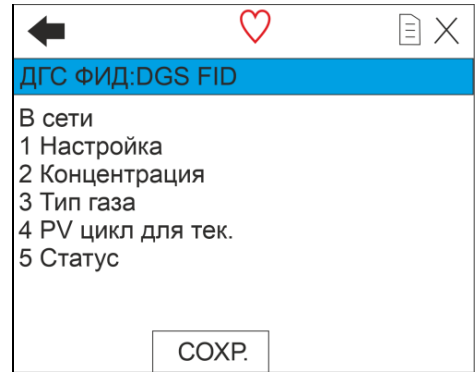 ДГС ФИД:DGS FID
В сети
1 Настройка
2 Концентрация
3 Тип газа
4 PV цикл для тек.
5 Статус
СОХР.